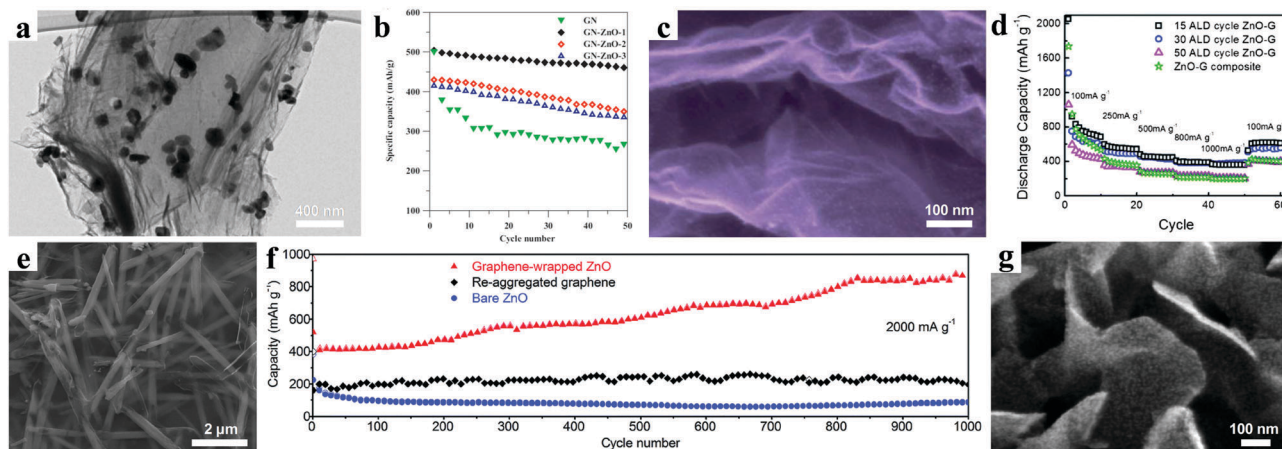 a
400 nm
b
GN
GN-ZnO-1
GN-ZnO-2
GN-ZnO-3
600
500
400
300
200
100
Specific capacity (mAh/g)
0
10
20
30
40
50
Cycle number
c
100 nm
d
15 ALD cycle ZnO-G
30 ALD cycle ZnO-G
50 ALD cycle ZnO-G
ZnO-G composite
2000
1600
1200
800
400
0
Discharge Capacity (mAh g⁻¹)
100mA g⁻¹
250mA g⁻¹
500mA g⁻¹
800mA g⁻¹
1000mA g⁻¹
100mA g⁻¹
0
10
20
30
40
50
60
Cycle
e
2 μm
f
Graphene-wrapped ZnO
Re-aggregated graphene
Bare ZnO
2000 mA g⁻¹
1000
800
600
400
200
0
Capacity (mAh g⁻¹)
0
100
200
300
400
500
600
700
800
900
1000
Cycle number
g
100 nm